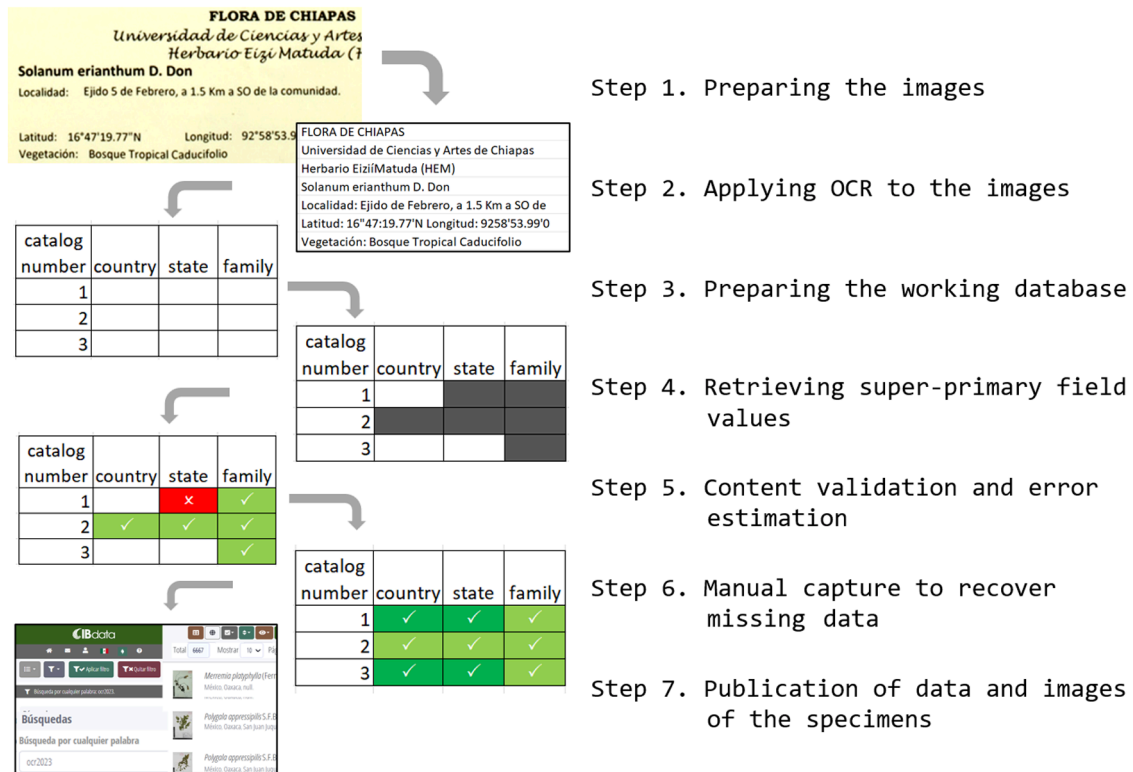 FLORA DE CHIAPAS
Universidad de Ciencias y Artes
Herbario Eizi Matuda (H
Solanum erianthum D. Don
Localidad: Ejido 5 de Febrero, a 1.5 Km a SO de la comunidad.
Latitud: 16°47'19.77"N Longitud: 92°58'53.9
Vegetación: Bosque Tropical Caducifolio
FLORA DE CHIAPAS
Universidad de Ciencias y Artes de Chiapas
Herbario EiziíMatuda (HEM)
Solanum erianthum D. Don
Localidad: Ejido de Febrero, a 1.5 Km a SO de
Latitud: 16"47:19.77'N Longitud: 9258'53.99'0
Vegetación: Bosque Tropical Caducifolio
catalog
number country state family
1
2
3
catalog
number country state family
1
2
3
catalog
number country state family
1 x ✓
2 ✓ ✓ ✓
3 ✓
catalog
number country state family
1 ✓ ✓ ✓
2 ✓ ✓ ✓
3 ✓ ✓ ✓
IBdata
Total 6667 Mostrar 10 Pág
Aplicar filtro Quitar filtro
Búsqueda por cualquier palabra: ocr2023.
Búsquedas
Búsqueda por cualquier palabra
ocr2023
Merremia platyphylla (Fern
México, Oaxaca, null.
Polygala appressipilis S.F.B
México, Oaxaca, San Juan Juqu
Polygala appressipilis S.F.B
México, Oaxaca, San Juan Juqu
Step 1. Preparing the images
Step 2. Applying OCR to the images
Step 3. Preparing the working database
Step 4. Retrieving super-primary field
values
Step 5. Content validation and error
estimation
Step 6. Manual capture to recover
missing data
Step 7. Publication of data and images
of the specimens